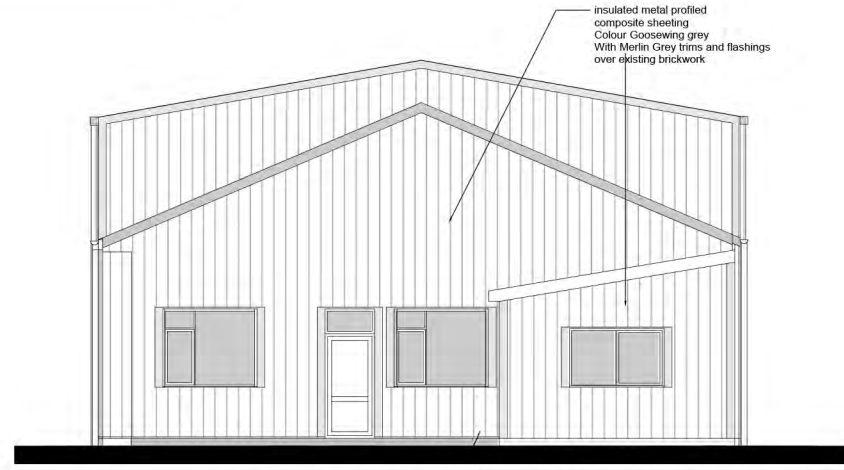 insulated metal profiled
composite sheeting
Colour Goosewing grey
With Merlin Grey trims and flashings
over existing brickwork